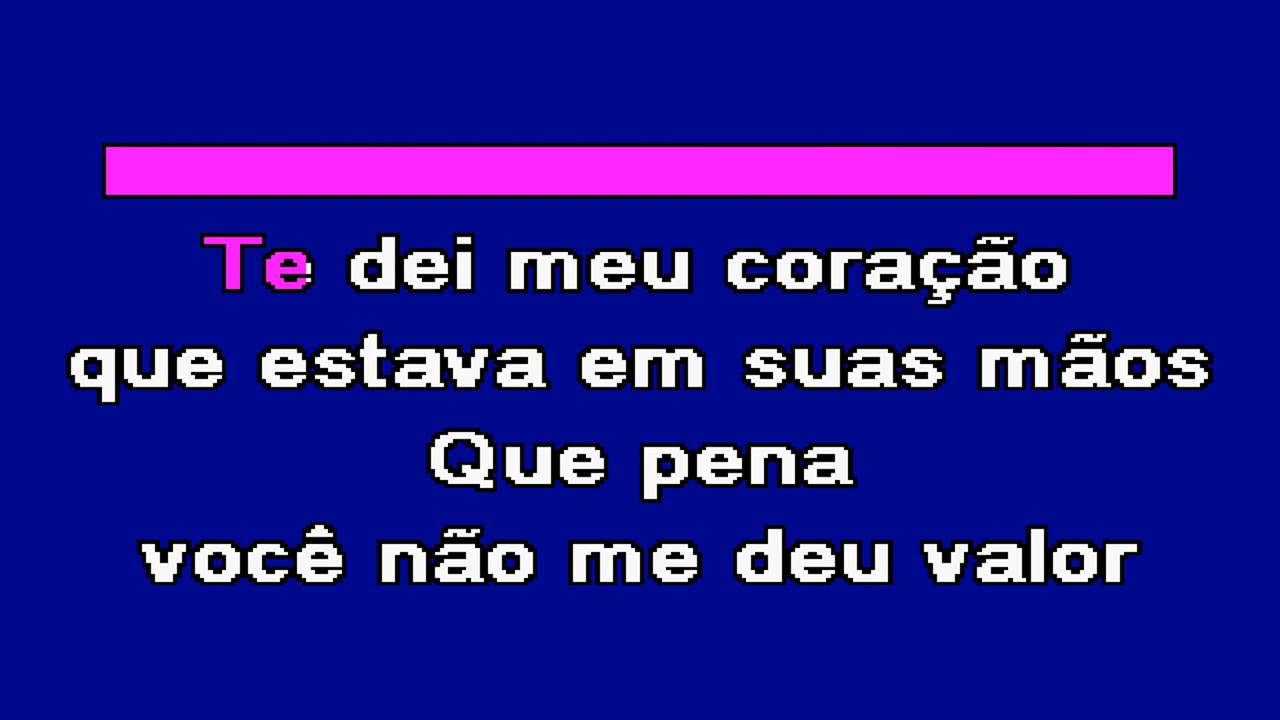 Te dei meu coração
que estava em suas mãos
Que pena
você não me deu valor